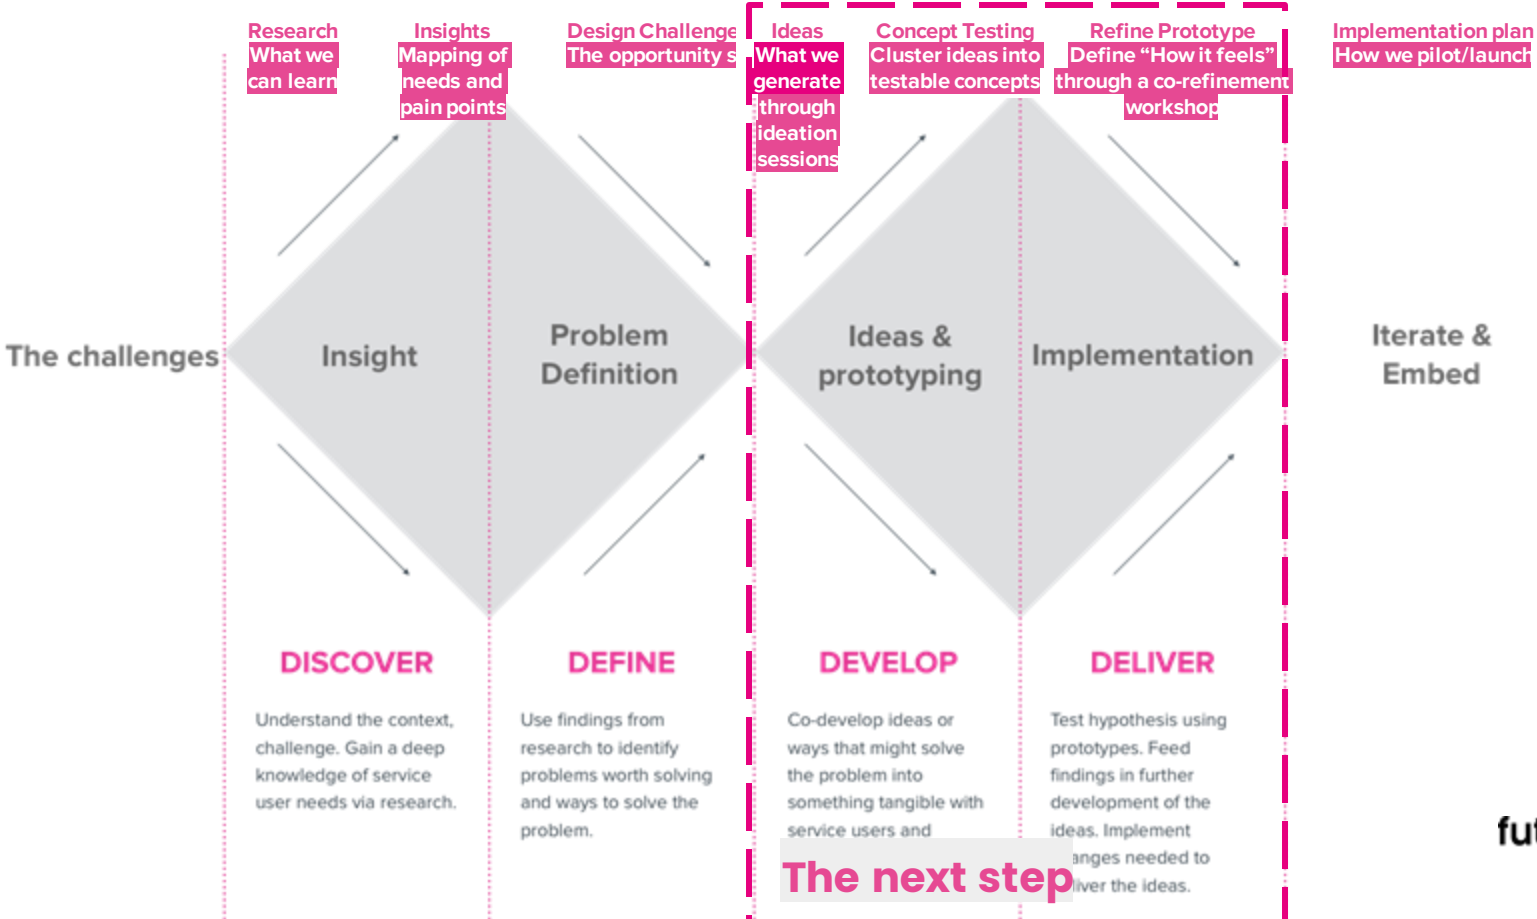 Research
What we
can learn
Insights
Mapping of
needs and
pain points
Design Challenge
The opportunity s
Ideas
What we
generate
through
ideation
sessions
Concept Testing
Cluster ideas into
testable concepts
Refine Prototype
Define “How it feels”
through a co-refinement
workshop
Implementation plan
How we pilot/launch
The challenges
Insight
Problem
Definition
Ideas &
prototyping
Implementation
Iterate &
Embed
DISCOVER
Understand the context,
challenge. Gain a deep
knowledge of service
user needs via research.
DEFINE
Use findings from
research to identify
problems worth solving
and ways to solve the
problem.
DEVELOP
Co-develop ideas or
ways that might solve
the problem into
something tangible with
service users and
DELIVER
Test hypothesis using
prototypes. Feed
findings in further
development of the
ideas. Implement
anges needed to
liver the ideas.
The next step
fut